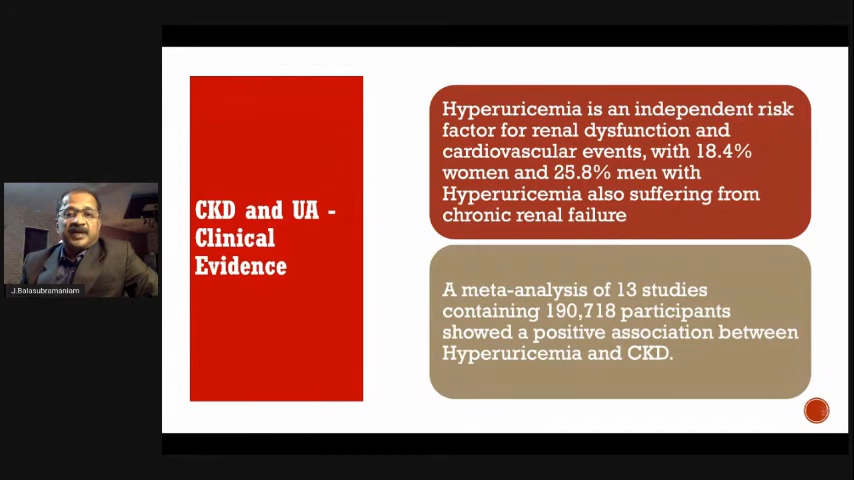 CKD and UA -
Clinical
Evidence
Hyperuricemia is an independent risk
factor for renal dysfunction and
cardiovascular events, with 18.4%
women and 25.8% men with
Hyperuricemia also suffering from
chronic renal failure
A meta-analysis of 13 studies
containing 190,718 participants
showed a positive association between
Hyperuricemia and CKD.
J.Balasubramaniam